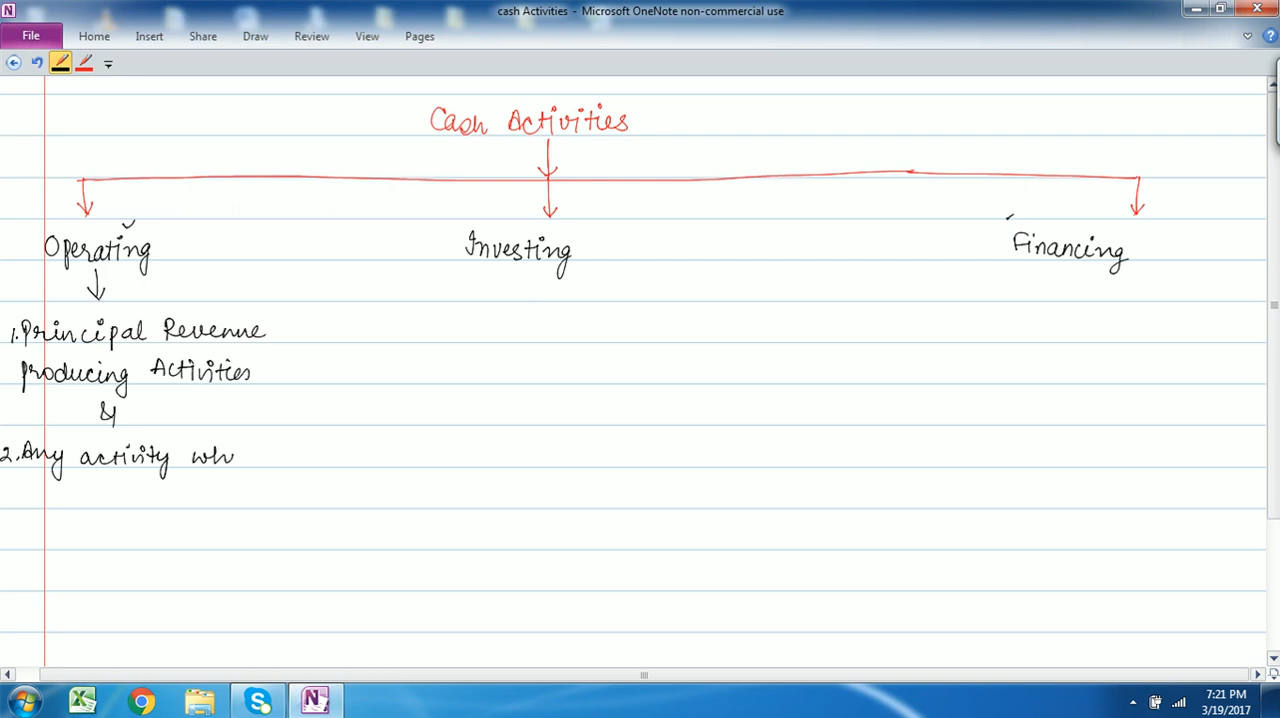 cash Activities - Microsoft OneNote non-commercial use
File Home Insert Share Draw Review View Pages
Cash Activities
Operating Investing Financing
1. Principal Revenue
producing Activities
&
2. Any activity wh
7:21 PM
3/19/2017